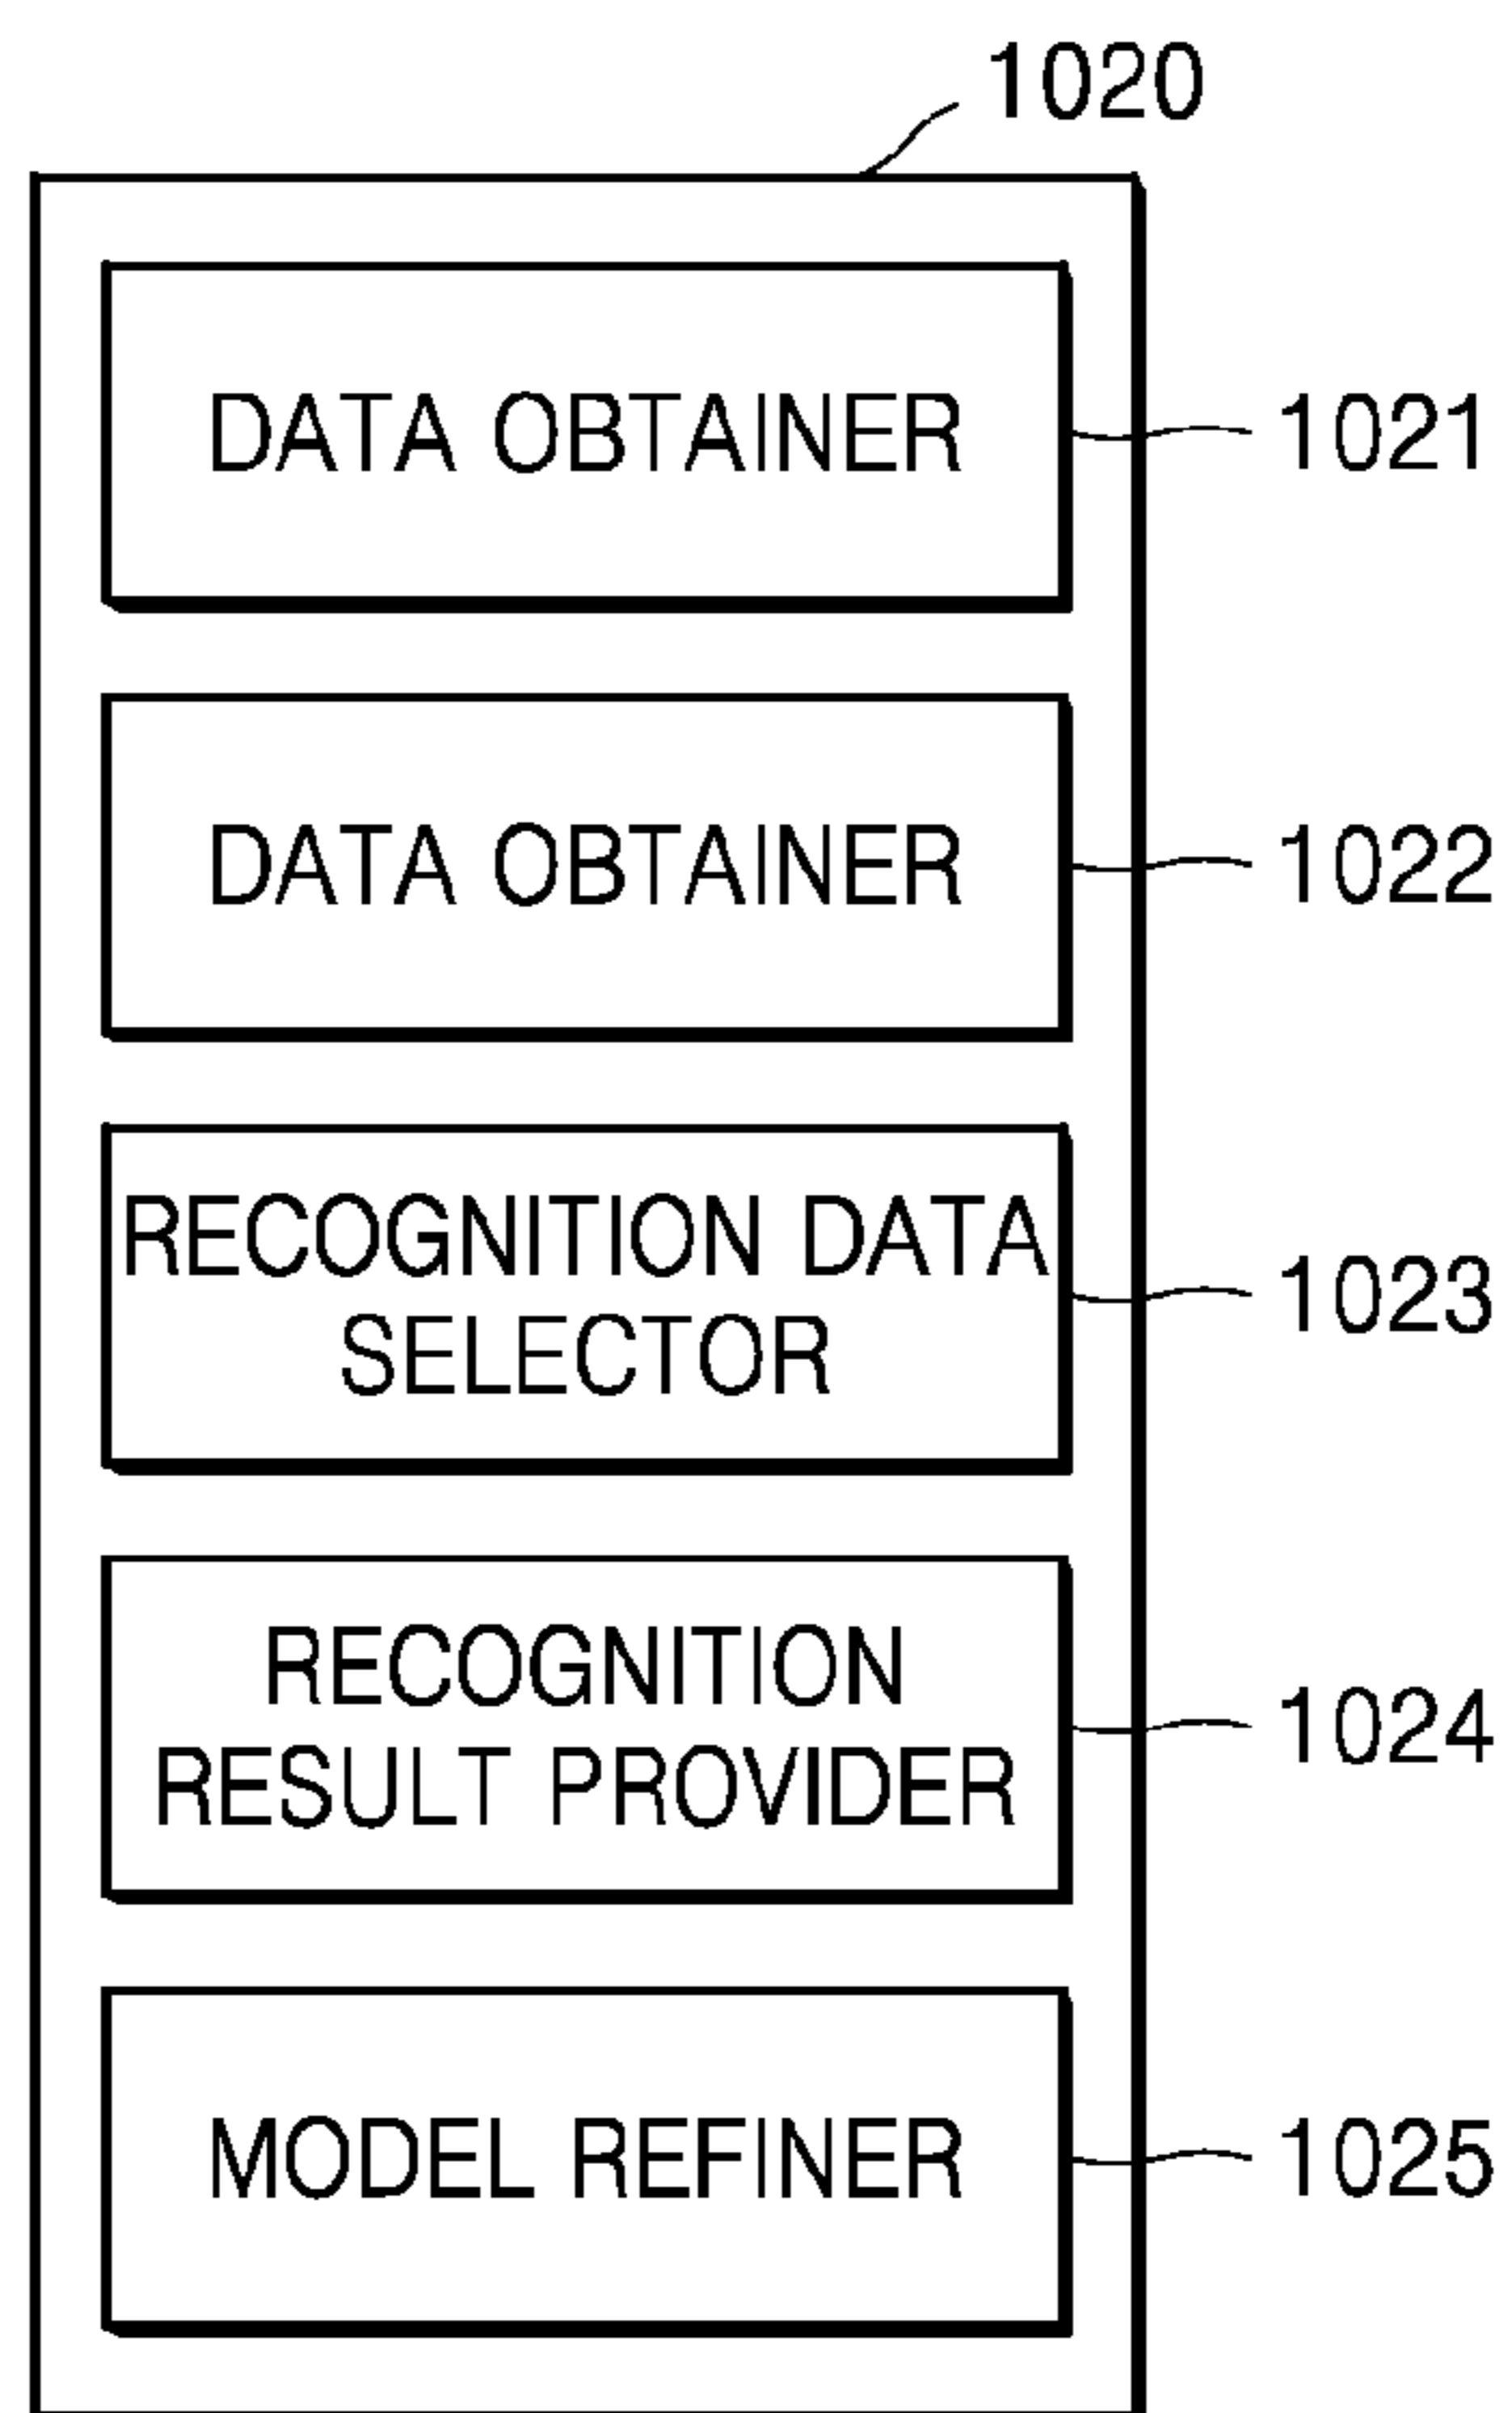 1020
DATA OBTAINER
1021
DATA OBTAINER
1022
RECOGNITION DATA
SELECTOR
1023
RECOGNITION
RESULT PROVIDER
1024
MODEL REFINER
1025